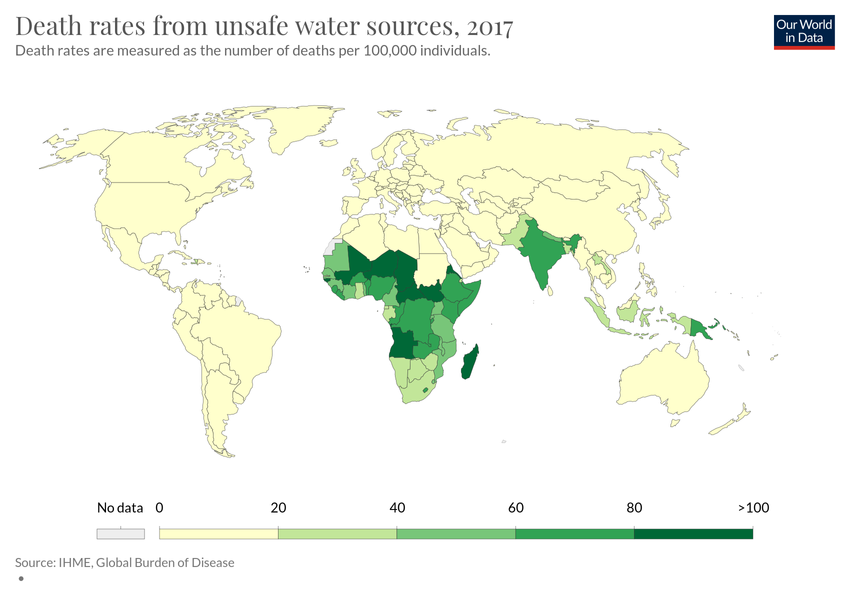 Death rates from unsafe water sources, 2017
Death rates are measured as the number of deaths per 100,000 individuals.
Our World
in Data
No data 0 20 40 60 80 >100
Source: IHME, Global Burden of Disease
•